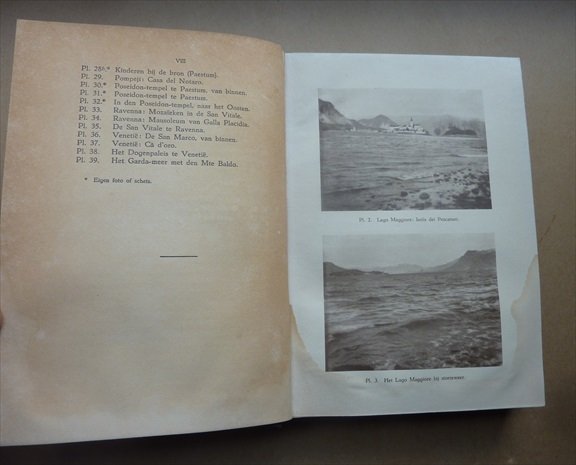 VIII
Pl. 28b.* Kinderen bij de bron (Paestum).
Pl. 29. Pompeji: Casa del Notaro.
Pl. 30.* Poseidon-tempel te Paestum, van binnen.
Pl. 31.* Poseidon-tempel te Paestum.
Pl. 32.* In den Poseidon-tempel, naar het Oosten.
Pl. 33. Ravenna: Mozaïeken in de San Vitale.
Pl. 34. Ravenna: Mausoleum van Galla Placidia.
Pl. 35. De San Vitale te Ravenna.
Pl. 36. Venetië: De San Marco, van binnen.
Pl. 37. Venetië: Cà d'oro.
Pl. 38. Het Dogenpaleis te Venetië.
Pl. 39. Het Garda-meer met den Mte Baldo.
* Eigen foto of schets.
Pl. 2. Lago Maggiore: Isola dei Pescatori.
Pl. 3. Het Lago Maggiore bij stormweer.